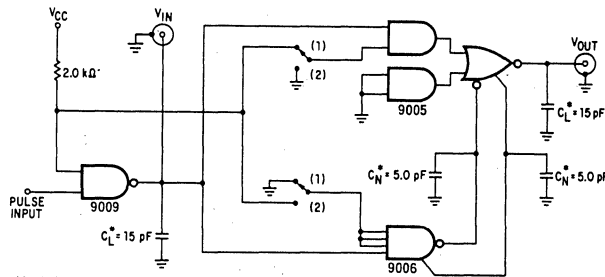 VCC
VIN
2.0 kΩ
(1)
(2)
9005
VOUT
CL* = 15 pF
CN* = 5.0 pF
CN* = 5.0 pF
(1)
(2)
PULSE
INPUT
9009
CL* = 15 pF
9006